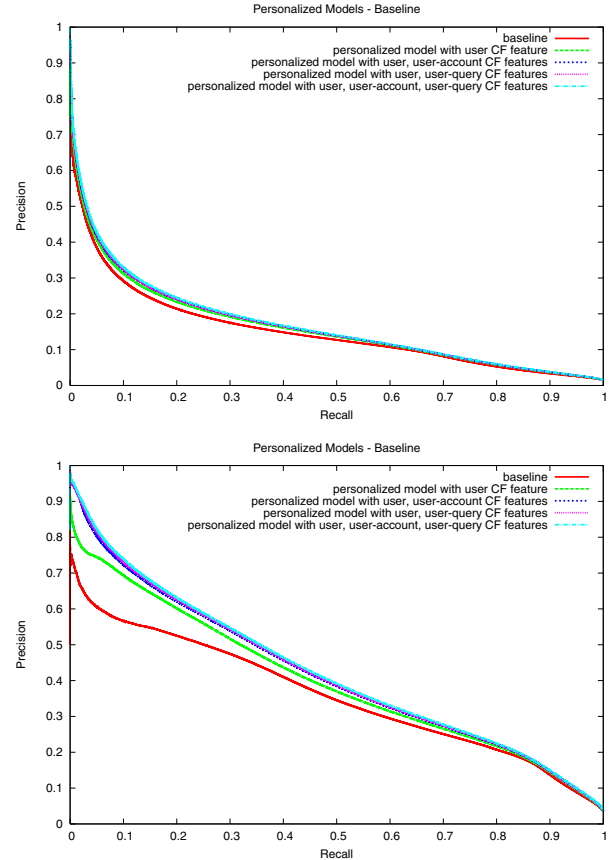 Personalized Models - Baseline
baseline
personalized model with user CF feature
personalized model with user, user-account CF features
personalized model with user, user-query CF features
personalized model with user, user-account, user-query CF features
1
0.9
0.8
0.7
0.6
0.5
0.4
0.3
0.2
0.1
0
Precision
0 0.1 0.2 0.3 0.4 0.5 0.6 0.7 0.8 0.9 1
Recall
Personalized Models - Baseline
baseline
personalized model with user CF feature
personalized model with user, user-account CF features
personalized model with user, user-query CF features
personalized model with user, user-account, user-query CF features
1
0.9
0.8
0.7
0.6
0.5
0.4
0.3
0.2
0.1
0
Precision
0 0.1 0.2 0.3 0.4 0.5 0.6 0.7 0.8 0.9 1
Recall